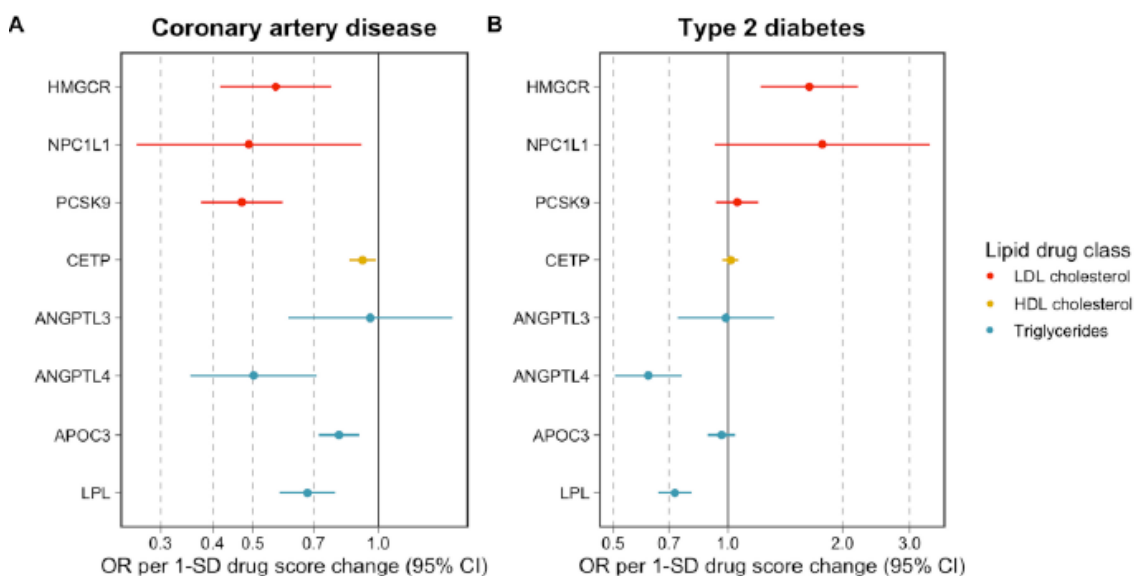 A
Coronary artery disease
HMGCR
NPC1L1
PCSK9
CETP
ANGPTL3
ANGPTL4
APOC3
LPL
0.3 0.4 0.5 0.7 1.0
OR per 1-SD drug score change (95% CI)
B
Type 2 diabetes
HMGCR
NPC1L1
PCSK9
CETP
ANGPTL3
ANGPTL4
APOC3
LPL
0.5 0.7 1.0 2.0 3.0
OR per 1-SD drug score change (95% CI)
Lipid drug class
LDL cholesterol
HDL cholesterol
Triglycerides